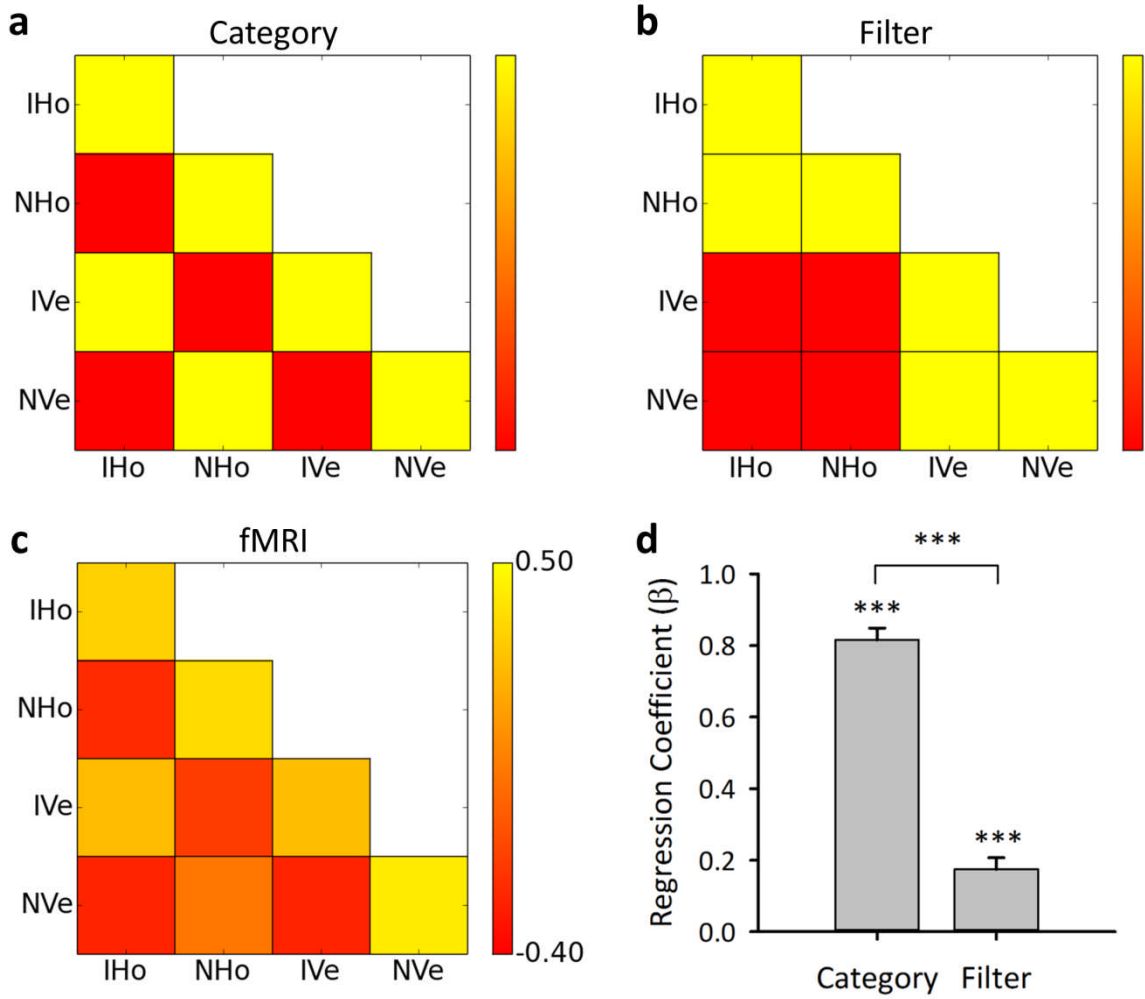 a
Category
IHo
NHo
IVe
NVe
IHo NHo IVe NVe
b
Filter
IHo
NHo
IVe
NVe
IHo NHo IVe NVe
c
fMRI
IHo
NHo
IVe
NVe
IHo NHo IVe NVe
0.50
-0.40
d
***
Regression Coefficient (β)
1.0
0.8
0.6
0.4
0.2
0.0
***
***
Category Filter